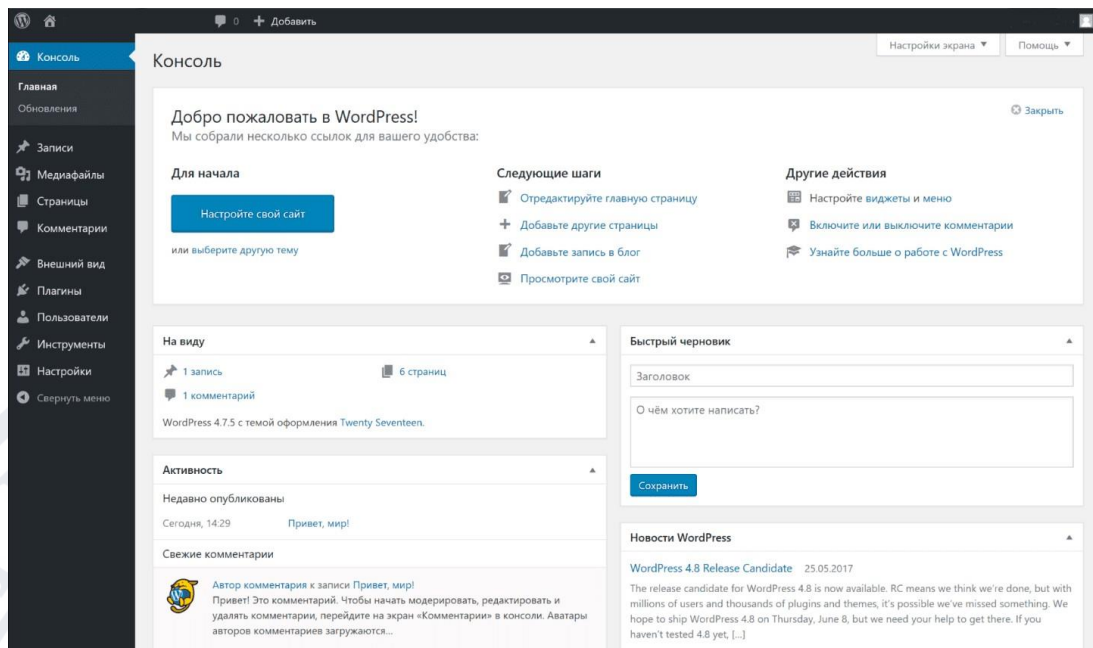 0 Добавить
Настройки экрана Помощь
Консоль
Главная
Обновления
Записи
Медиафайлы
Страницы
Комментарии
Внешний вид
Плагины
Пользователи
Инструменты
Настройки
Свернуть меню
Консоль
Добро пожаловать в WordPress!
Закрыть
Мы собрали несколько ссылок для вашего удобства:
Для начала
Настройте свой сайт
или выберите другую тему
Следующие шаги
Отредактируйте главную страницу
Добавьте другие страницы
Добавьте запись в блог
Просмотрите свой сайт
Другие действия
Настройте виджеты и меню
Включите или выключите комментарии
Узнайте больше о работе с WordPress
На виду
1 запись
6 страниц
1 комментарий
WordPress 4.7.5 с темой оформления Twenty Seventeen.
Активность
Недавно опубликованы
Сегодня, 14:29 Привет, мир!
Свежие комментарии
Автор комментария к записи Привет, мир!
Привет! Это комментарий. Чтобы начать модерировать, редактировать и
удалять комментарии, перейдите на экран «Комментарии» в консоли. Аватары
авторов комментариев загружаются...
Быстрый черновик
Заголовок
О чём хотите написать?
Сохранить
Новости WordPress
WordPress 4.8 Release Candidate 25.05.2017
The release candidate for WordPress 4.8 is now available. RC means we think we're done, but with
millions of users and thousands of plugins and themes, it's possible we've missed something. We
hope to ship WordPress 4.8 on Thursday, June 8, but we need your help to get there. If you
haven't tested 4.8 yet, [...]